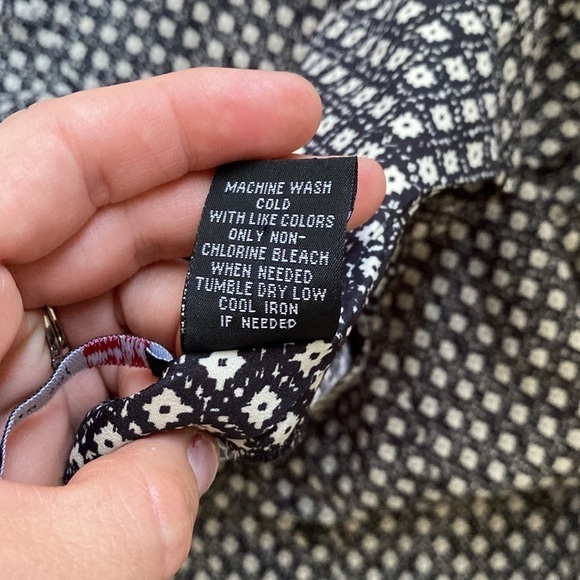 MACHINE WASH
COLD
WITH LIKE COLORS
ONLY NON-
CHLORINE BLEACH
WHEN NEEDED
TUMBLE DRY LOW
COOL IRON
IF NEEDED